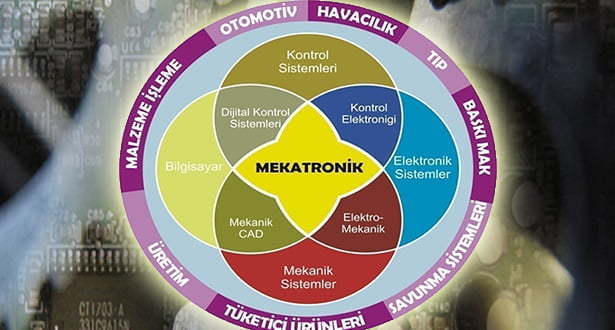 OTOMOTİV
HAVACILIK
TIP
BASKI MAK
SAVUNMA SİSTEMLERİ
TÜKETİCİ ÜRÜNLERİ
ÜRETİM
MALZEME İŞLEME
Kontrol
Sistemleri
Dijital Kontrol
Sistemleri
Kontrol
Elektronigi
Bilgisayar
MEKATRONİK
Elektronik
Sistemler
Mekanik
CAD
Elektro-
Mekanik
Mekanik
Sistemler
CT1703-A